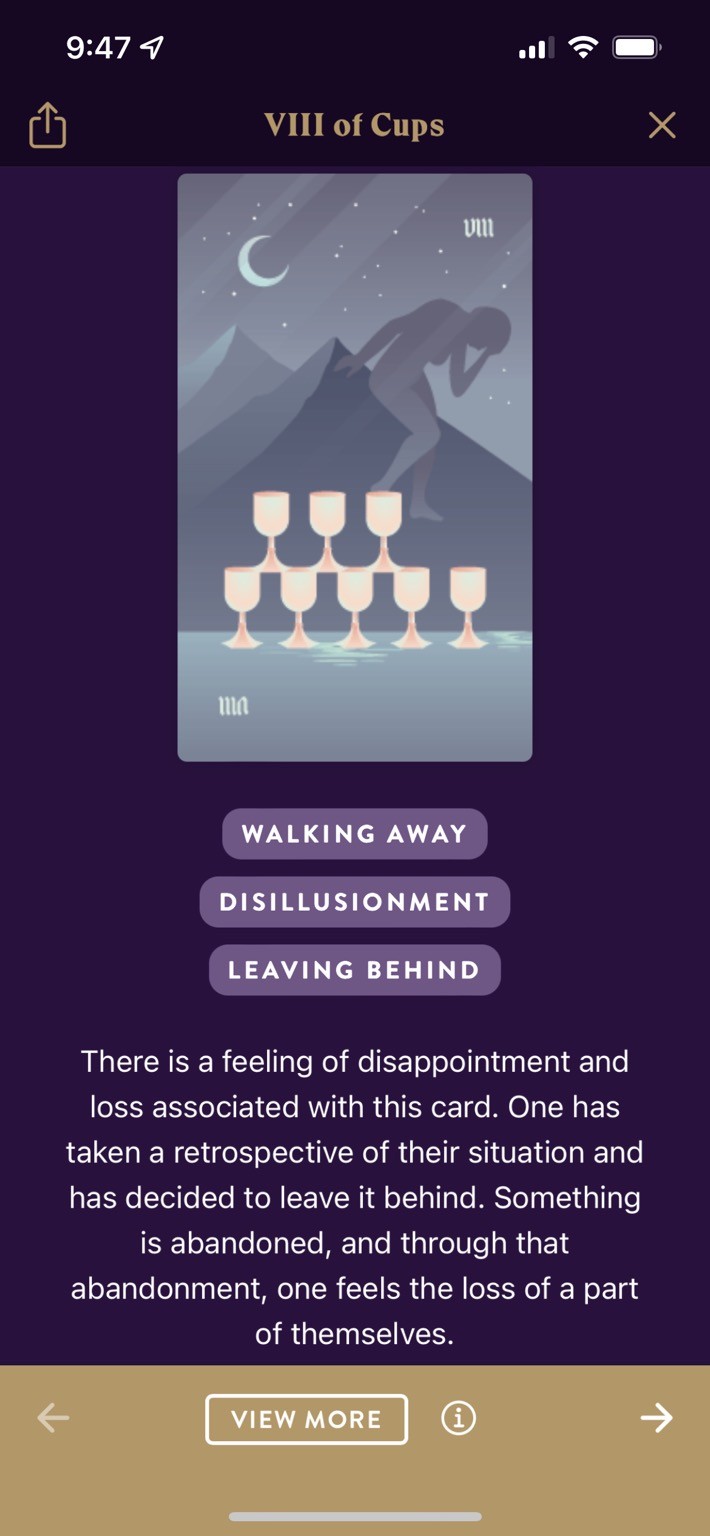 9:47
VIII of Cups
VIII
VIII
WALKING AWAY
DISILLUSIONMENT
LEAVING BEHIND
There is a feeling of disappointment and
loss associated with this card. One has
taken a retrospective of their situation and
has decided to leave it behind. Something
is abandoned, and through that
abandonment, one feels the loss of a part
of themselves.
VIEW MORE